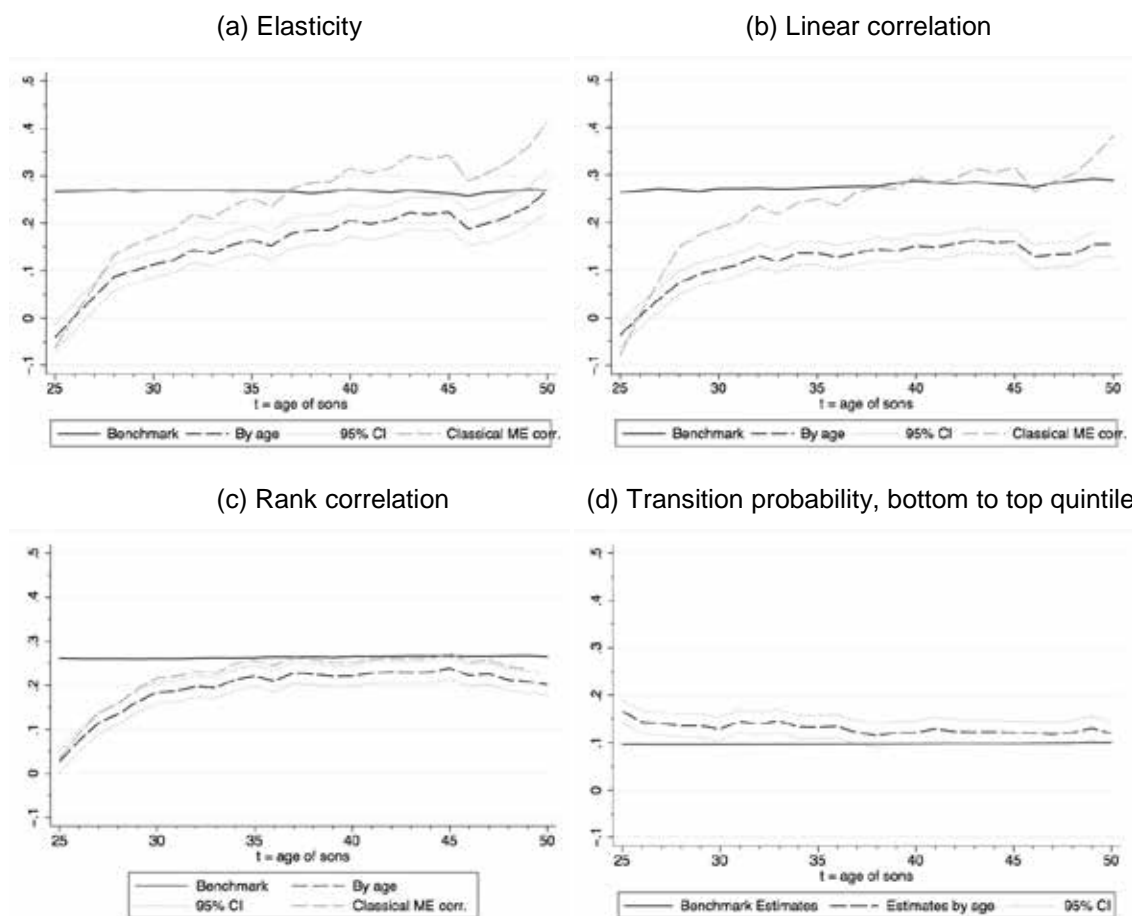 (a) Elasticity
(b) Linear correlation
.5
.4
.3
.2
.1
0
-.1
25 30 35 40 45 50
t = age of sons
Benchmark By age 95% CI Classical ME corr.
.5
.4
.3
.2
.1
0
-.1
25 30 35 40 45 50
t = age of sons
Benchmark By age 95% CI Classical ME corr.
(c) Rank correlation
(d) Transition probability, bottom to top quintile
.5
.4
.3
.2
.1
0
-.1
25 30 35 40 45 50
t = age of sons
Benchmark By age
95% CI Classical ME corr.
.5
.4
.3
.2
.1
0
-.1
25 30 35 40 45 50
t = age of sons
Benchmark Estimates Estimates by age 95% CI